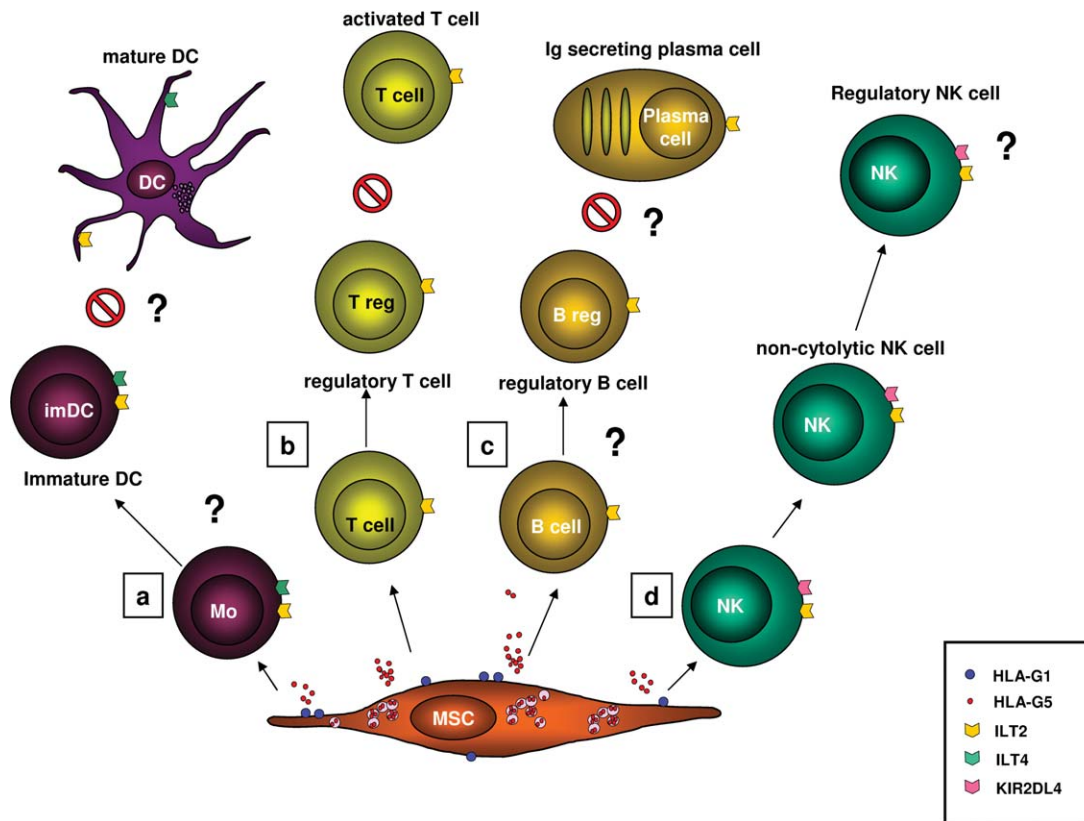 activated T cell
mature DC
Ig secreting plasma cell
Regulatory NK cell
T cell
Plasma
cell
DC
NK
?
?
T reg
B reg
?
non-cytolytic NK cell
regulatory T cell
regulatory B cell
imDC
NK
b
c
?
Immature DC
?
T cell
B cell
a
Mo
d
NK
MSC
HLA-G1
HLA-G5
ILT2
ILT4
KIR2DL4